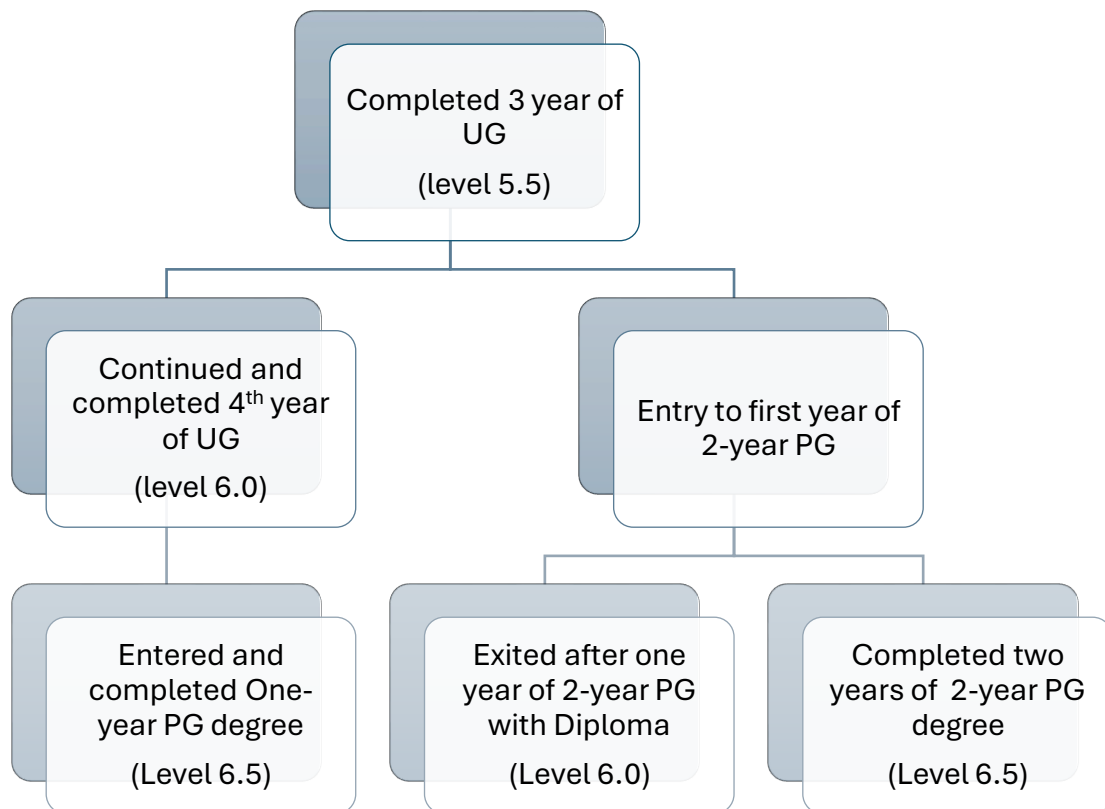 Completed 3 year of
UG
(level 5.5)
Continued and
completed 4th year
of UG
(level 6.0)
Entry to first year of
2-year PG
Entered and
completed One-
year PG degree
(Level 6.5)
Exited after one
year of 2-year PG
with Diploma
(Level 6.0)
Completed two
years of 2-year PG
degree
(Level 6.5)